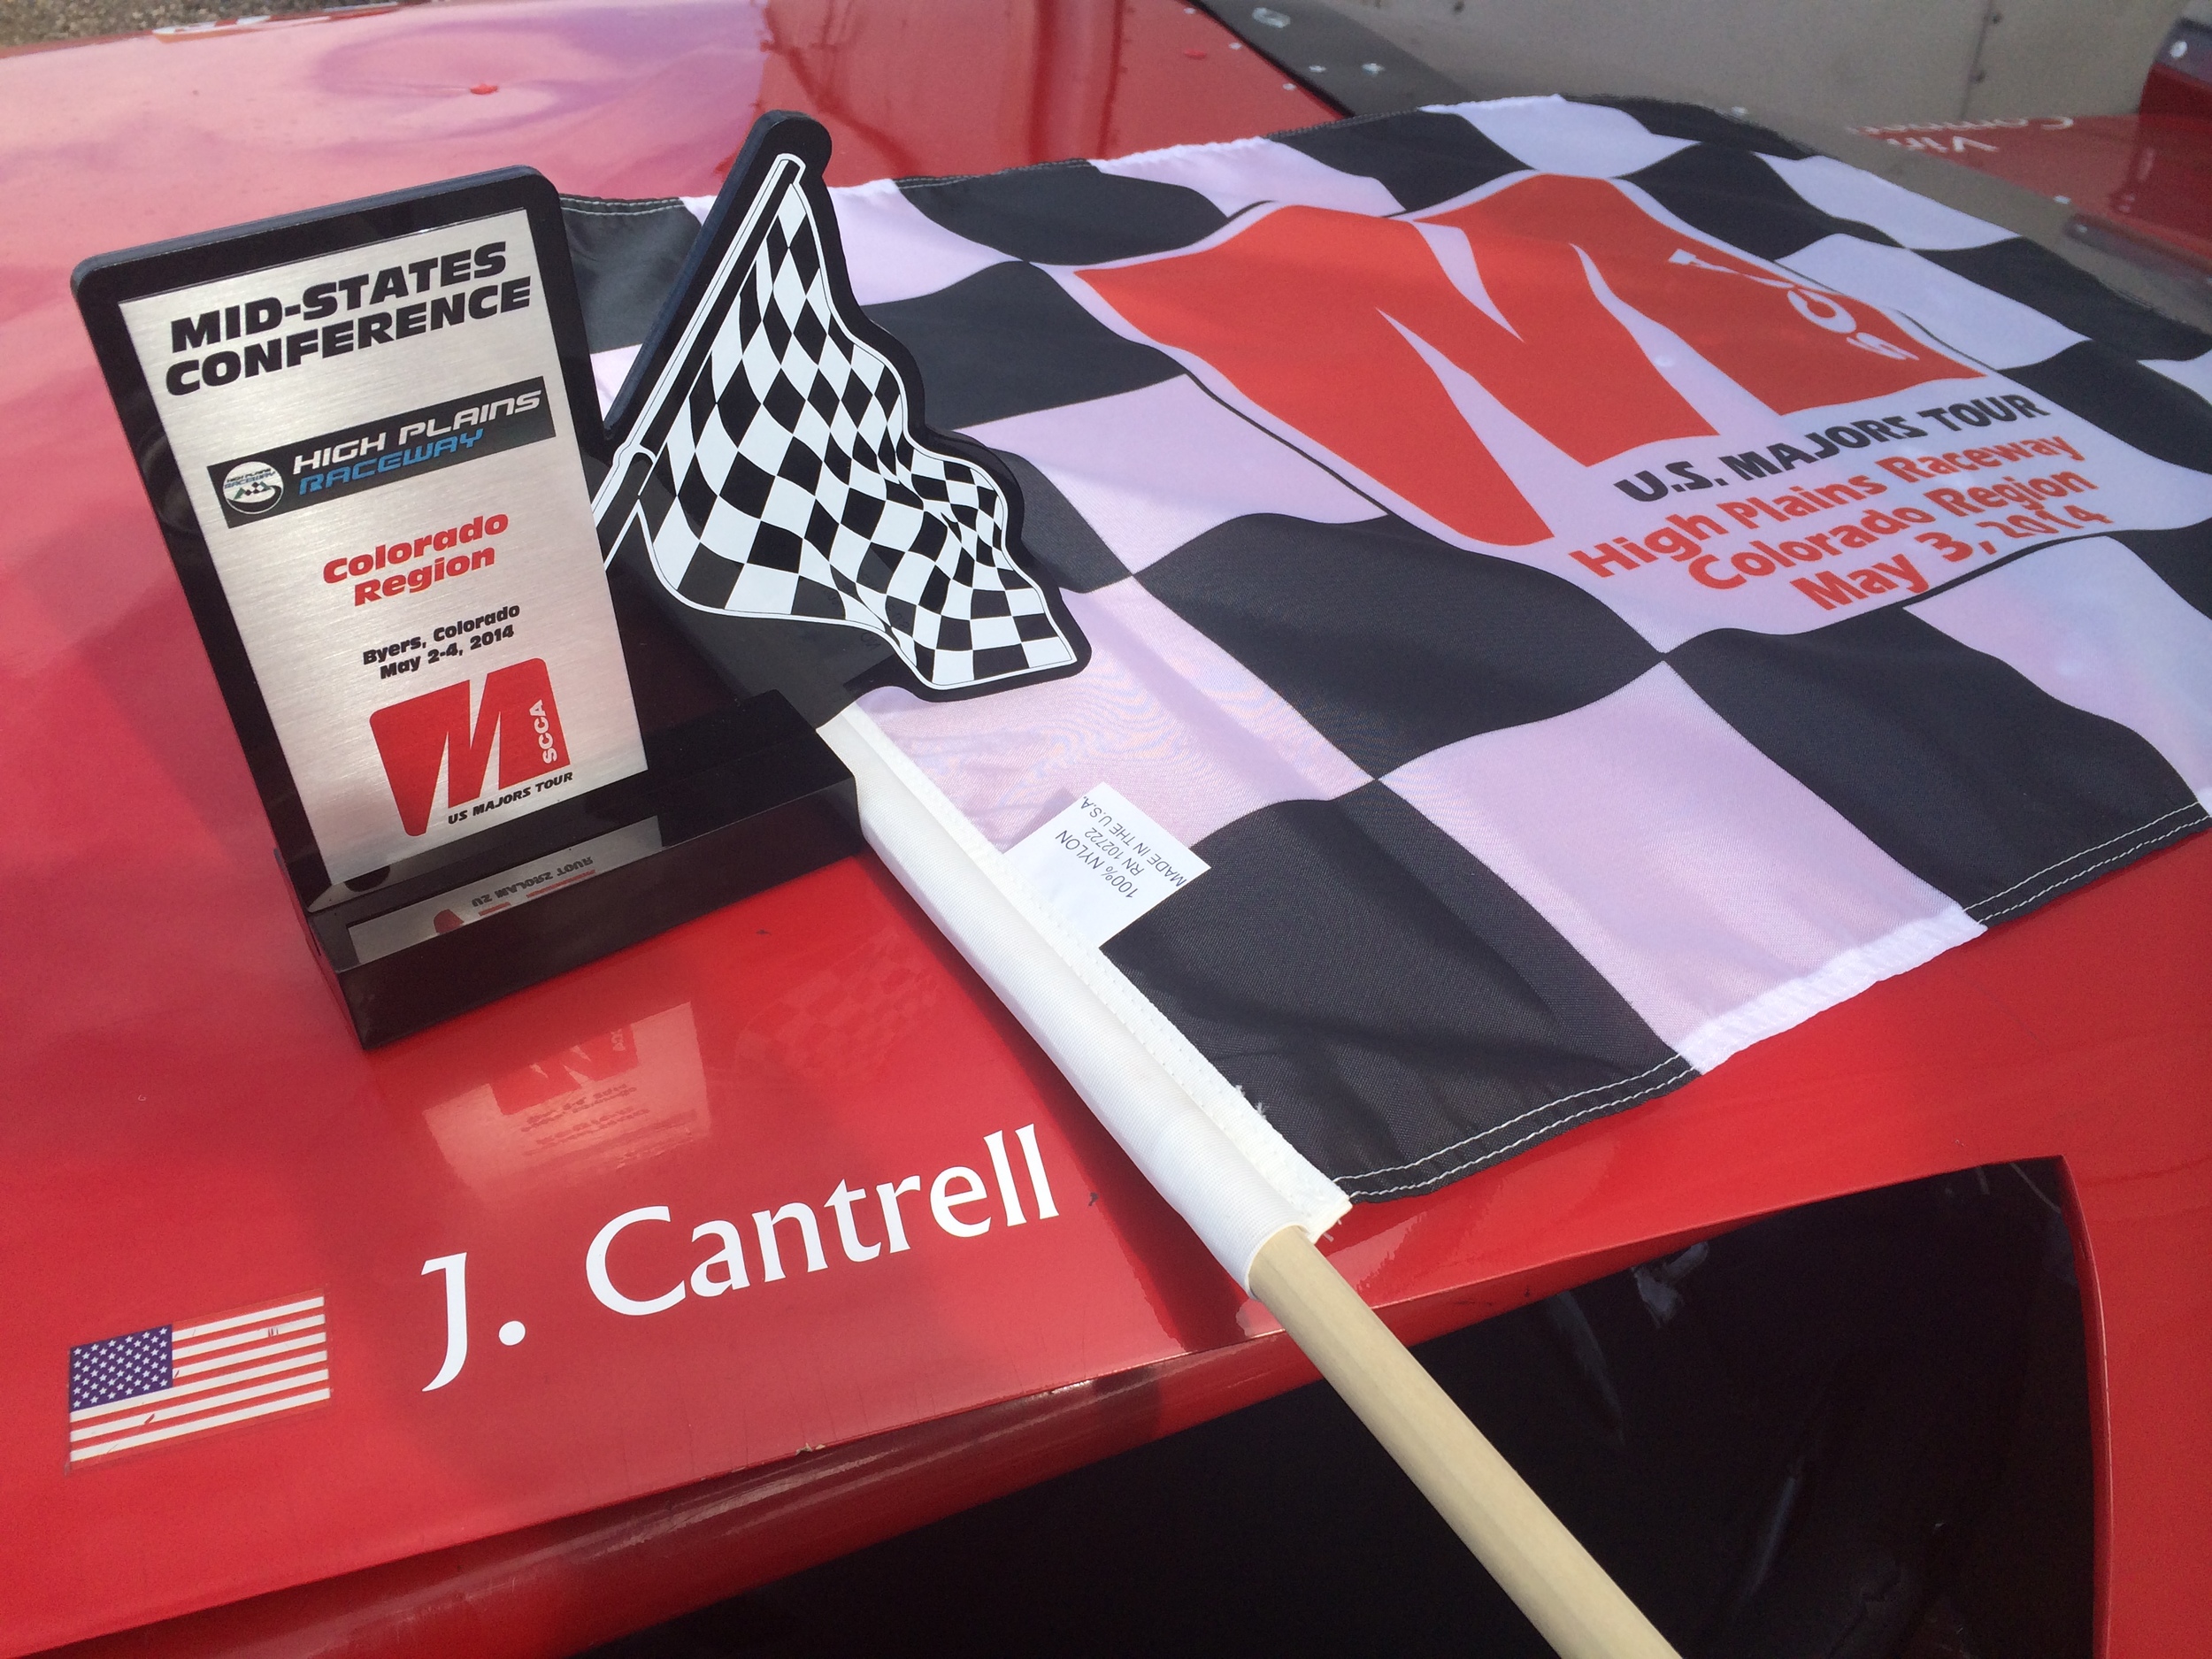 MID-STATES
CONFERENCE
HIGH PLAINS
RACEWAY
Colorado
Region
Byers, Colorado
May 2-4, 2014
M
SCCA
US MAJORS TOUR
M
SCCA
U.S. MAJORS TOUR
High Plains Raceway
Colorado Region
May 3, 2014
100% NYLON
RN 102722
MADE IN THE U.S.A.
J. Cantrell